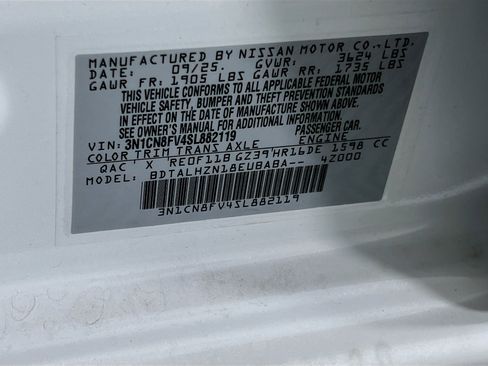 MANUFACTURED BY NISSAN MOTOR CO.,LTD.
DATE: 09/25. GVWR: 3624 LBS
GAWR FR: 1905 LBS GAWR RR: 1735 LBS
THIS VEHICLE CONFORMS TO ALL APPLICABLE FEDERAL MOTOR
VEHICLE SAFETY, BUMPER AND THEFT PREVENTION STANDARDS
IN EFFECT ON THE DATE OF MANUFACTURE SHOWN ABOVE.
SEE OWNER'S MANUAL FOR ADDITIONAL INFORMATION.
VIN: 3N1CN8FV4SL882119 PASSENGER CAR
COLOR TRIM TRANS AXLE ENGINE
QAC X RE0F11B GZ39 HR16DE 1598 CC
MODEL: BDTALHZN18EUBABA-- 4Z000
3N1CN8FV4SL882119